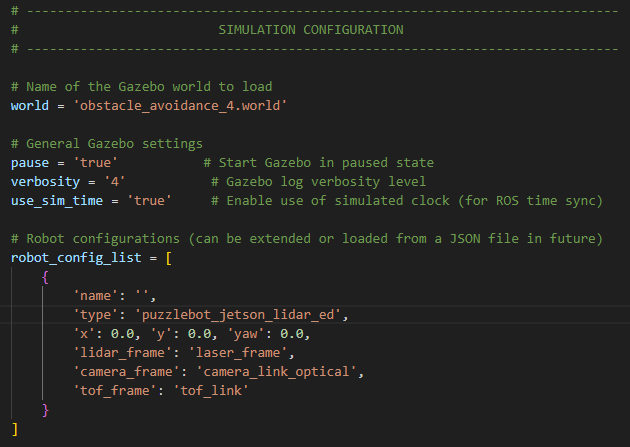 # -----------------------------------------------------------------------------
#                          SIMULATION CONFIGURATION
# -----------------------------------------------------------------------------

# Name of the Gazebo world to load
world = 'obstacle_avoidance_4.world'

# General Gazebo settings
pause = 'true'           # Start Gazebo in paused state
verbosity = '4'           # Gazebo log verbosity level
use_sim_time = 'true'     # Enable use of simulated clock (for ROS time sync)

# Robot configurations (can be extended or loaded from a JSON file in future)
robot_config_list = [
    {
        'name': '',
        'type': 'puzzlebot_jetson_lidar_ed',
        'x': 0.0, 'y': 0.0, 'yaw': 0.0,
        'lidar_frame': 'laser_frame',
        'camera_frame': 'camera_link_optical',
        'tof_frame': 'tof_link'
    }
]